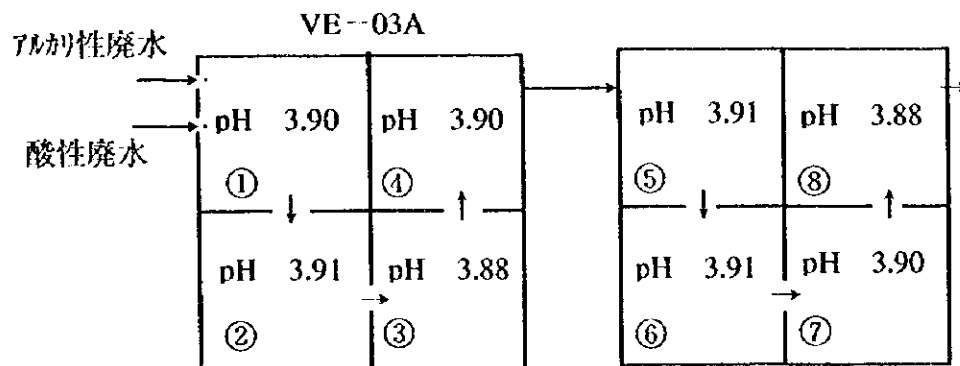 VE--03A
アルカリ性廃水
酸性廃水
pH 3.90
①
pH 3.90
④
pH 3.91
②
pH 3.88
③
pH 3.91
⑤
pH 3.88
⑧
pH 3.91
⑥
pH 3.90
⑦